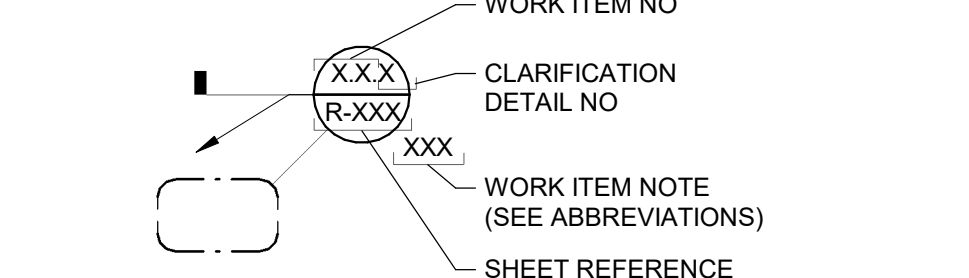 WORK ITEM NO
X.X.X
CLARIFICATION
DETAIL NO
R-XXX
XXX
WORK ITEM NOTE
(SEE ABBREVIATIONS)
SHEET REFERENCE